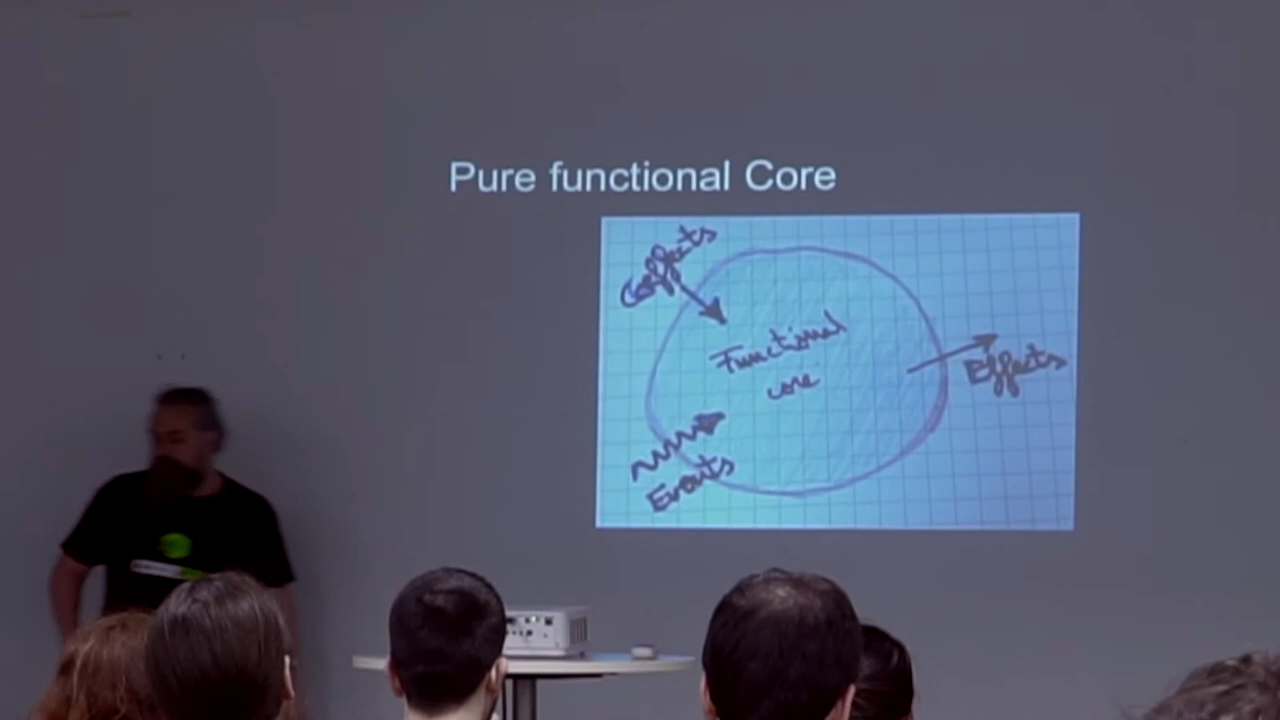 Pure functional Core
Coeffects
Functional
core
Effects
Events